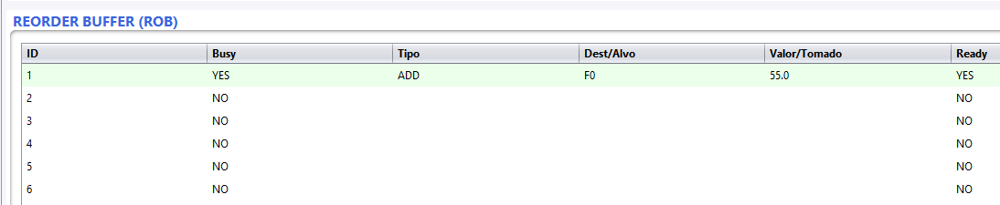 REORDER BUFFER (ROB)
ID Busy Tipo Dest/Alvo Valor/Tomado Ready
1 YES ADD F0 55.0 YES
2 NO NO
3 NO NO
4 NO NO
5 NO NO
6 NO NO